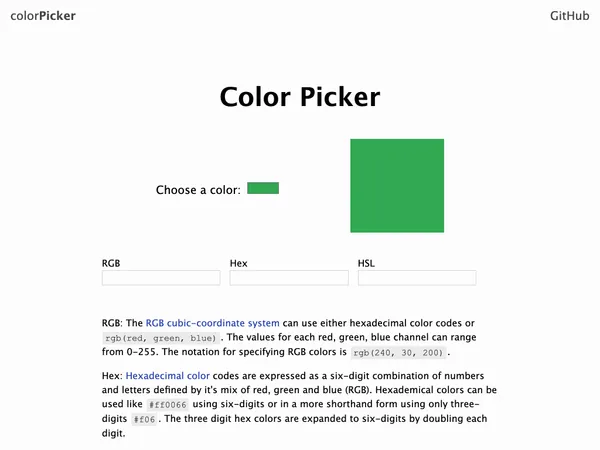 colorPicker
GitHub
Color Picker
Choose a color:
RGB
Hex
HSL
RGB: The RGB cubic-coordinate system can use either hexadecimal color codes or
rgb(red, green, blue). The values for each red, green, blue channel can range
from 0-255. The notation for specifying RGB colors is rgb(240, 30, 200).
Hex: Hexadecimal color codes are expressed as a six-digit combination of numbers
and letters defined by it's mix of red, green and blue (RGB). Hexademical colors can be
used like #ff0066 using six-digits or in a more shorthand form using only three-
digits #f06. The three digit hex colors are expanded to six-digits by doubling each
digit.